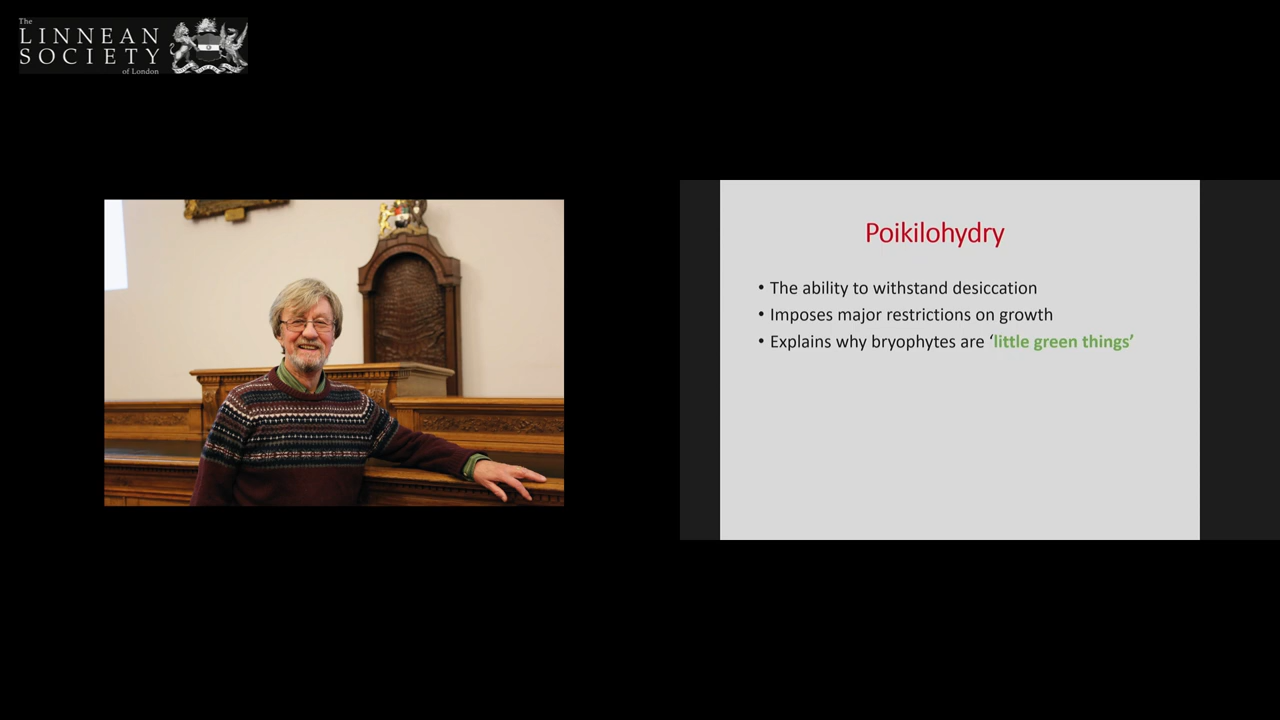 The
LINNEAN
SOCIETY
of London
Poikilohydry
• The ability to withstand desiccation
• Imposes major restrictions on growth
• Explains why bryophytes are ‘little green things’